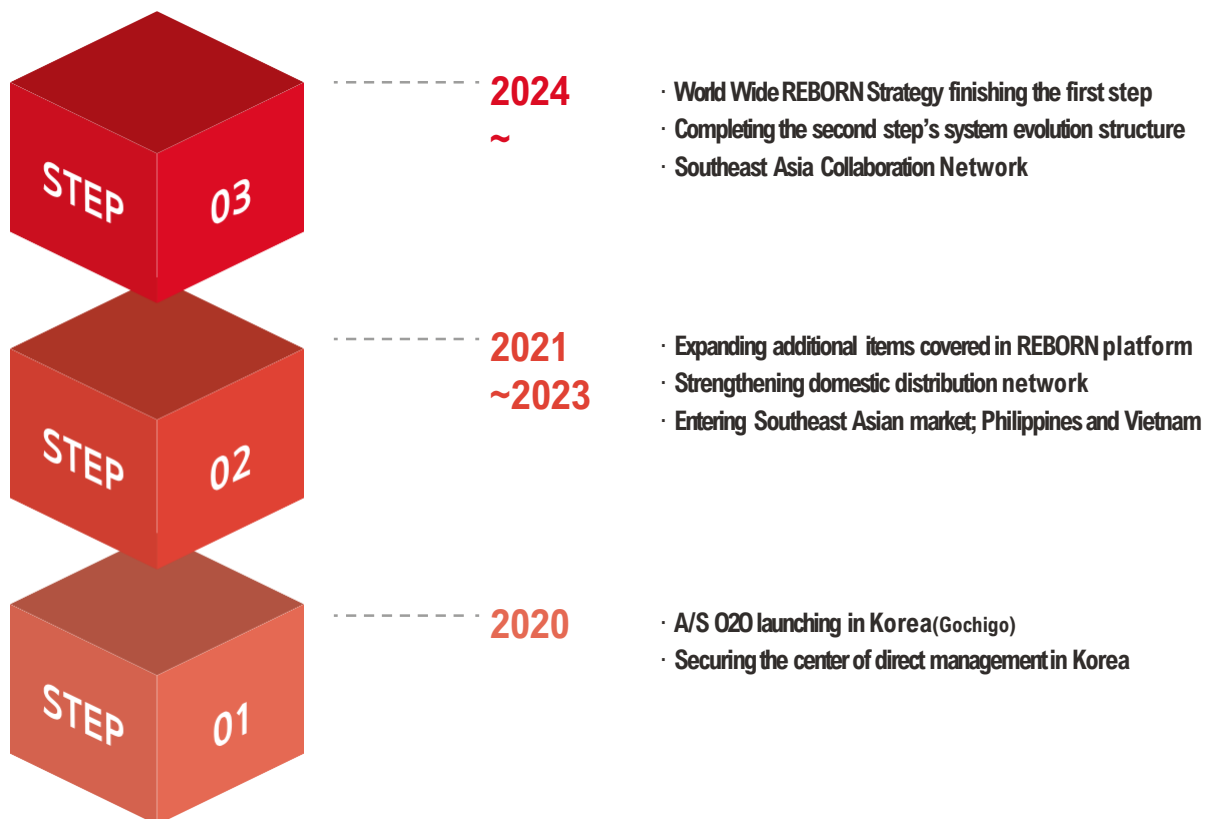 STEP 03
2024
~
· World Wide REBORN Strategy finishing the first step
· Completing the second step’s system evolution structure
· Southeast Asia Collaboration Network
STEP 02
2021
~2023
· Expanding additional items covered in REBORN platform
· Strengthening domestic distribution network
· Entering Southeast Asian market; Philippines and Vietnam
STEP 01
2020
· A/S O2O launching in Korea(Gochigo)
· Securing the center of direct management in Korea